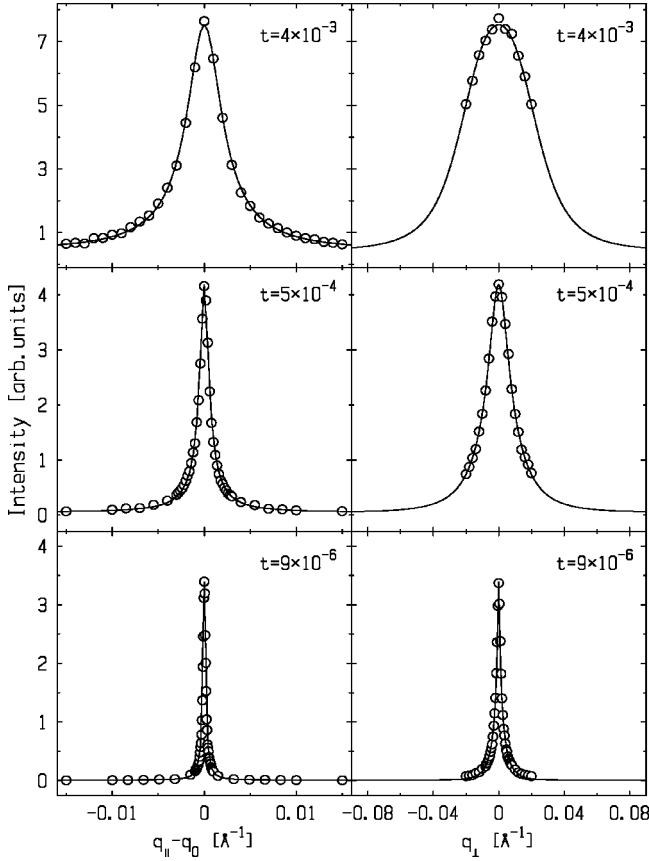 7
5
3
1
t=4×10⁻³
t=4×10⁻³
4
3
2
1
0
t=5×10⁻⁴
t=5×10⁻⁴
Intensity [arb.units]
4
3
2
1
0
t=9×10⁻⁶
t=9×10⁻⁶
-0.01 0 0.01 -0.08 -0.04 0 0.04 0.08
q∥-q₀ [Å⁻¹] q⊥ [Å⁻¹]